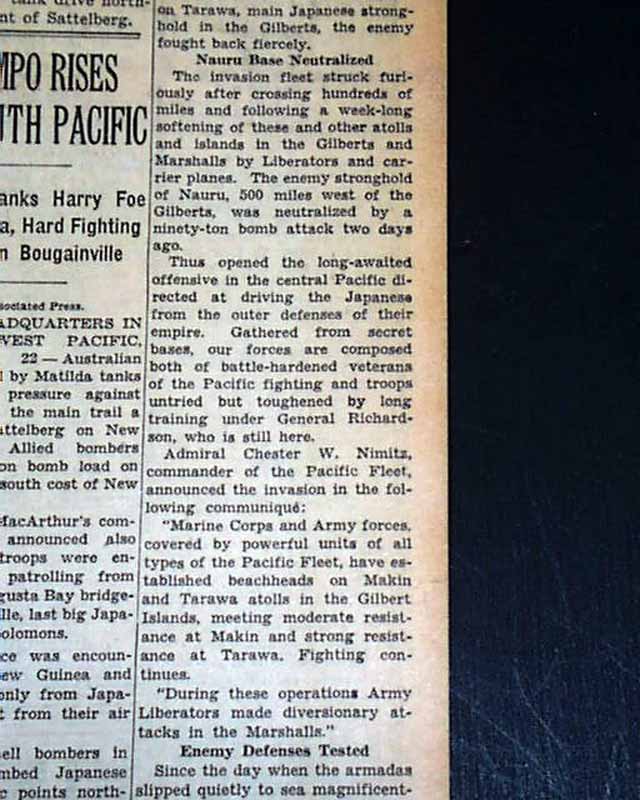 tank drive north-
nt of Sattelberg.
MPO RISES
UTH PACIFIC
anks Harry Foe
a, Hard Fighting
n Bougainville
sociated Press.
ADQUARTERS IN
WEST PACIFIC,
22 — Australian
l by Matilda tanks
pressure against
the main trail a
attelberg on New
Allied bombers
on bomb load on
south cost of New
MacArthur's com-
announced also
troops were en-
patrolling from
gusta Bay bridge-
lle, last big Japa-
olomons.
ce was encoun-
ew Guinea and
only from Japa-
t from their air
ell bombers in
mbed Japanese
c points north-
on Tarawa, main Japanese strong-
hold in the Gilberts, the enemy
fought back fiercely.
Nauru Base Neutralized
The invasion fleet struck furi-
ously after crossing hundreds of
miles and following a week-long
softening of these and other atolls
and islands in the Gilberts and
Marshalls by Liberators and car-
rier planes. The enemy stronghold
of Nauru, 500 miles west of the
Gilberts, was neutralized by a
ninety-ton bomb attack two days
ago.
Thus opened the long-awaited
offensive in the central Pacific di-
rected at driving the Japanese
from the outer defenses of their
empire. Gathered from secret
bases, our forces are composed
both of battle-hardened veterans
of the Pacific fighting and troops
untried but toughened by long
training under General Richard-
son, who is still here.
Admiral Chester W. Nimitz,
commander of the Pacific Fleet,
announced the invasion in the fol-
lowing communiqué:
"Marine Corps and Army forces,
covered by powerful units of all
types of the Pacific Fleet, have es-
tablished beachheads on Makin
and Tarawa atolls in the Gilbert
Islands, meeting moderate resist-
ance at Makin and strong resist-
ance at Tarawa. Fighting con-
tinues.
"During these operations Army
Liberators made diversionary at-
tacks in the Marshalls."
Enemy Defenses Tested
Since the day when the armadas
slipped quietly to sea magnificent-